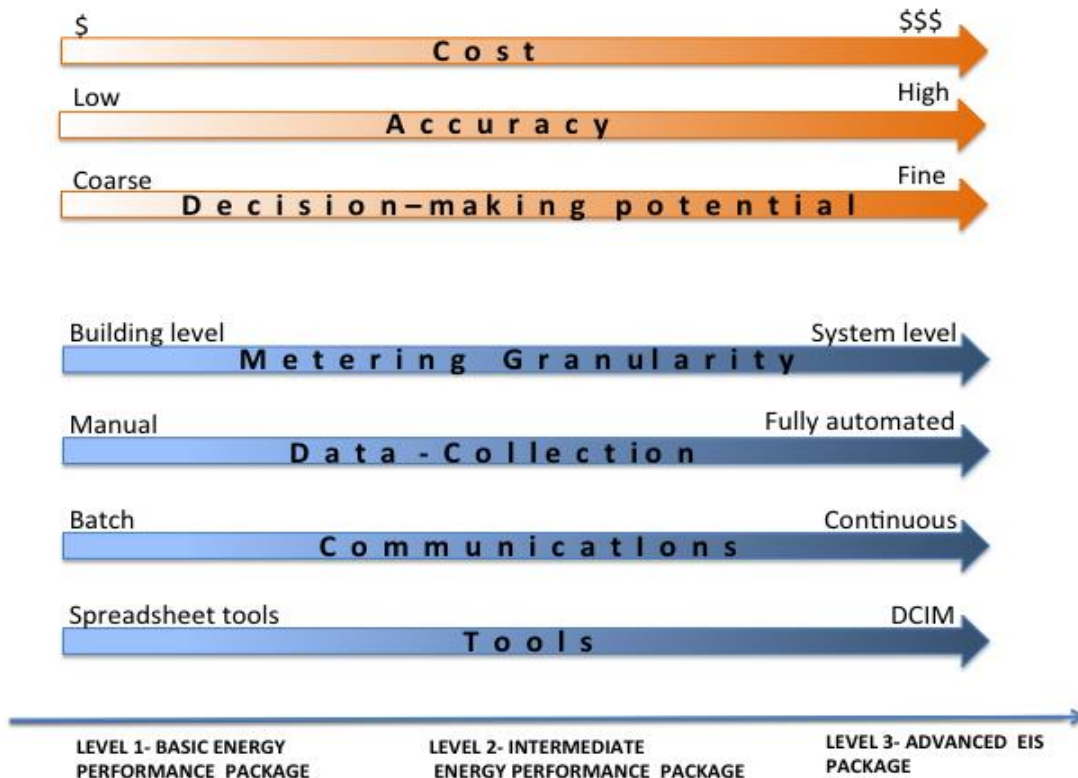 $ $$$
Cost
Low High
Accuracy
Coarse Fine
Decision–making potential
Building level System level
Metering Granularity
Manual Fully automated
Data -Collection
Batch Continuous
CommunicatIons
Spreadsheet tools DCIM
Tools
LEVEL 1- BASIC ENERGY
PERFORMANCE PACKAGE
LEVEL 2- INTERMEDIATE
ENERGY PERFORMANCE PACKAGE
LEVEL 3- ADVANCED EIS
PACKAGE